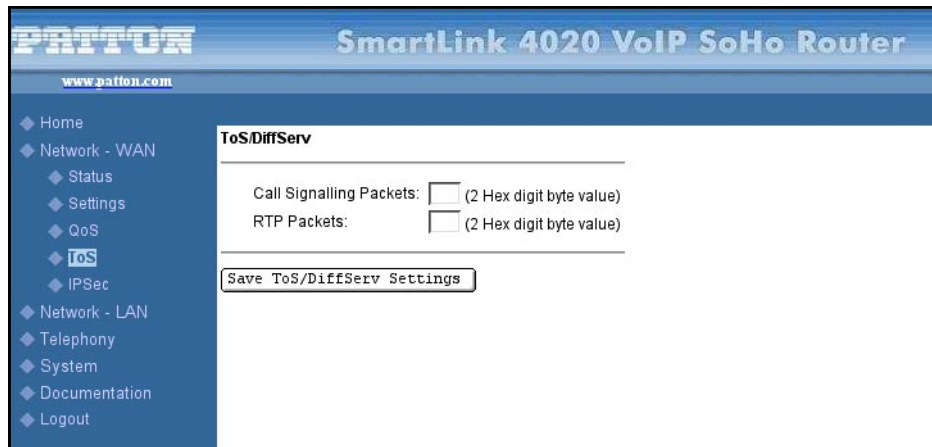 PATTON
SmartLink 4020 VoIP SoHo Router
www.patton.com
Home
Network - WAN
Status
Settings
QoS
ToS
IPSec
Network - LAN
Telephony
System
Documentation
Logout
ToS/DiffServ
Call Signalling Packets: (2 Hex digit byte value)
RTP Packets: (2 Hex digit byte value)
Save ToS/DiffServ Settings